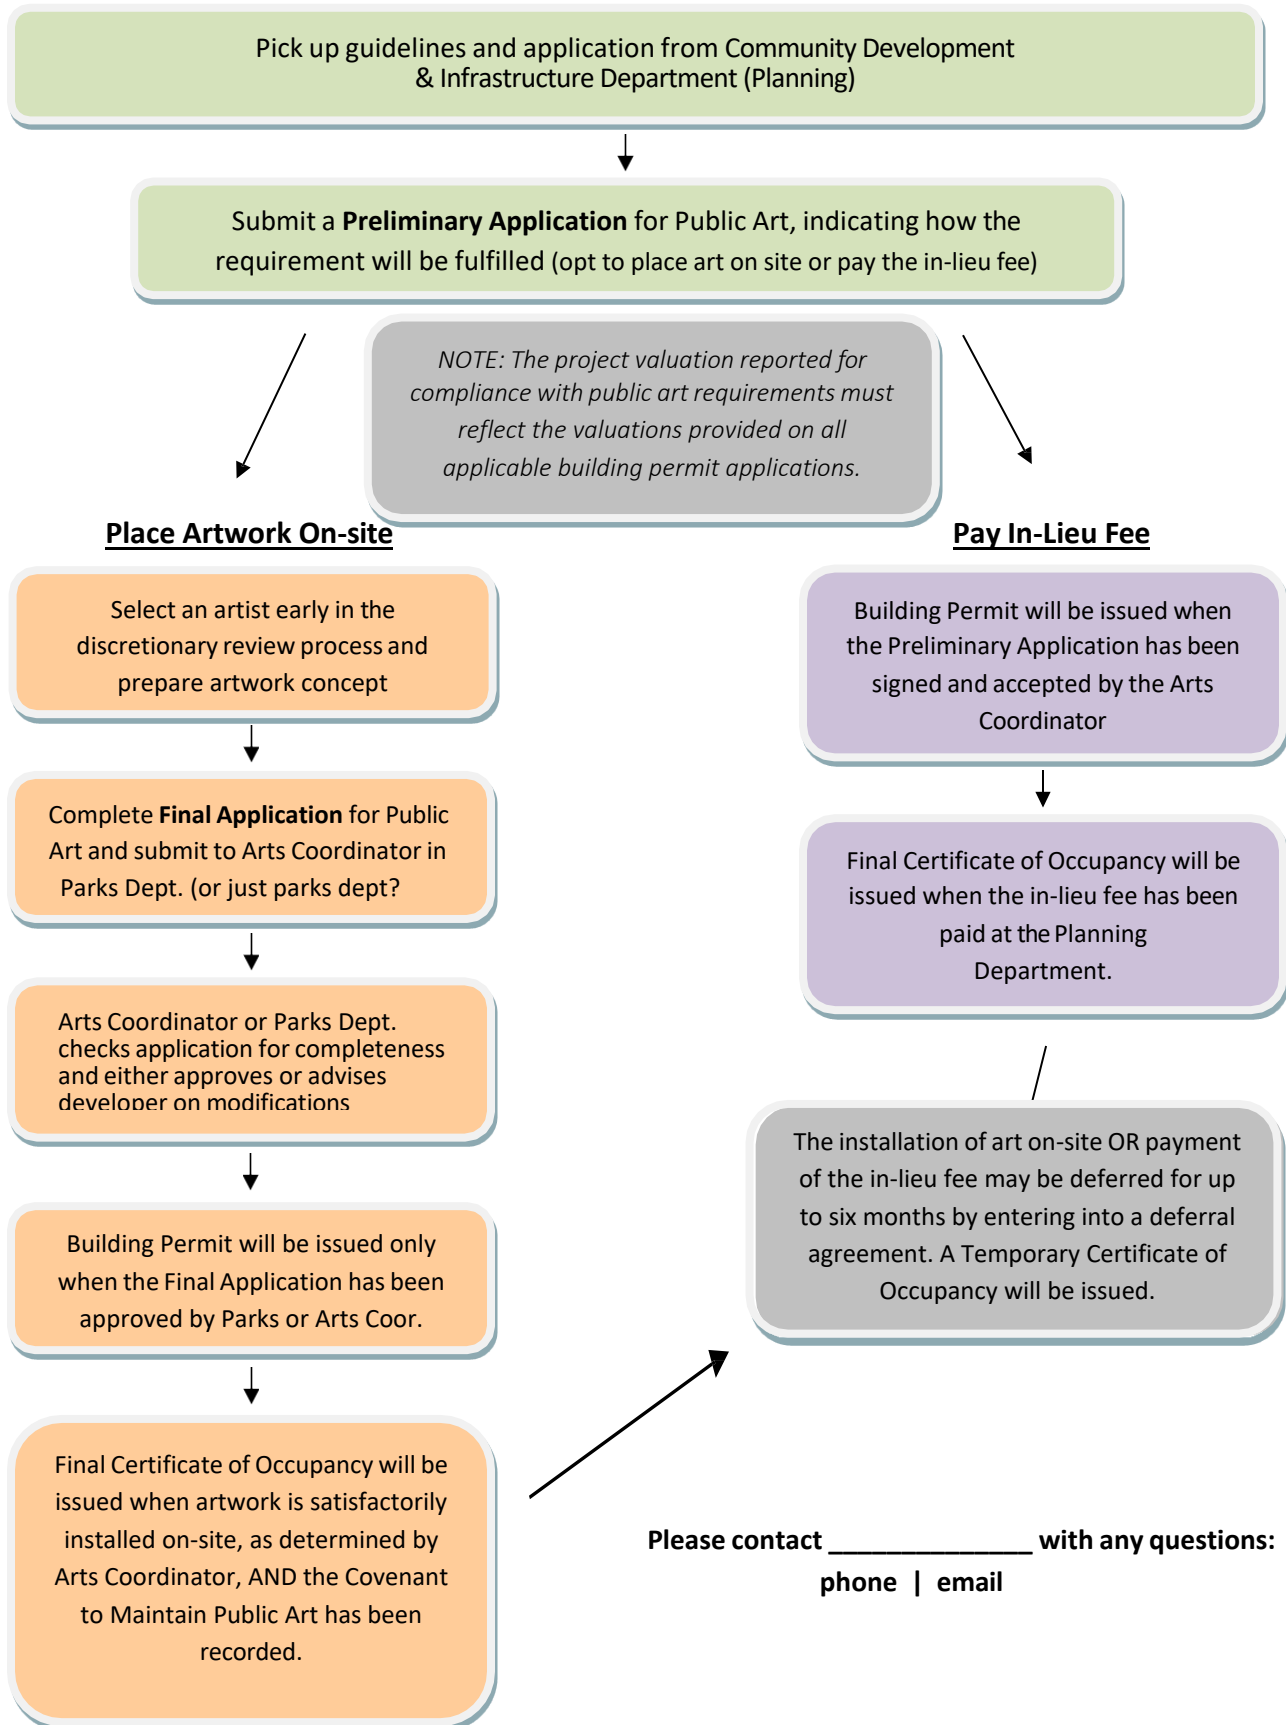 Pick up guidelines and application from Community Development
& Infrastructure Department (Planning)
Submit a Preliminary Application for Public Art, indicating how the
requirement will be fulfilled (opt to place art on site or pay the in-lieu fee)
NOTE: The project valuation reported for
compliance with public art requirements must
reflect the valuations provided on all
applicable building permit applications.
Place Artwork On-site
Select an artist early in the
discretionary review process and
prepare artwork concept
Complete Final Application for Public
Art and submit to Arts Coordinator in
Parks Dept. (or just parks dept?
Arts Coordinator or Parks Dept.
checks application for completeness
and either approves or advises
developer on modifications
Building Permit will be issued only
when the Final Application has been
approved by Parks or Arts Coor.
Final Certificate of Occupancy will be
issued when artwork is satisfactorily
installed on-site, as determined by
Arts Coordinator, AND the Covenant
to Maintain Public Art has been
recorded.
Pay In-Lieu Fee
Building Permit will be issued when
the Preliminary Application has been
signed and accepted by the Arts
Coordinator
Final Certificate of Occupancy will be
issued when the in-lieu fee has been
paid at the Planning
Department.
The installation of art on-site OR payment
of the in-lieu fee may be deferred for up
to six months by entering into a deferral
agreement. A Temporary Certificate of
Occupancy will be issued.
Please contact ______________ with any questions:
phone | email